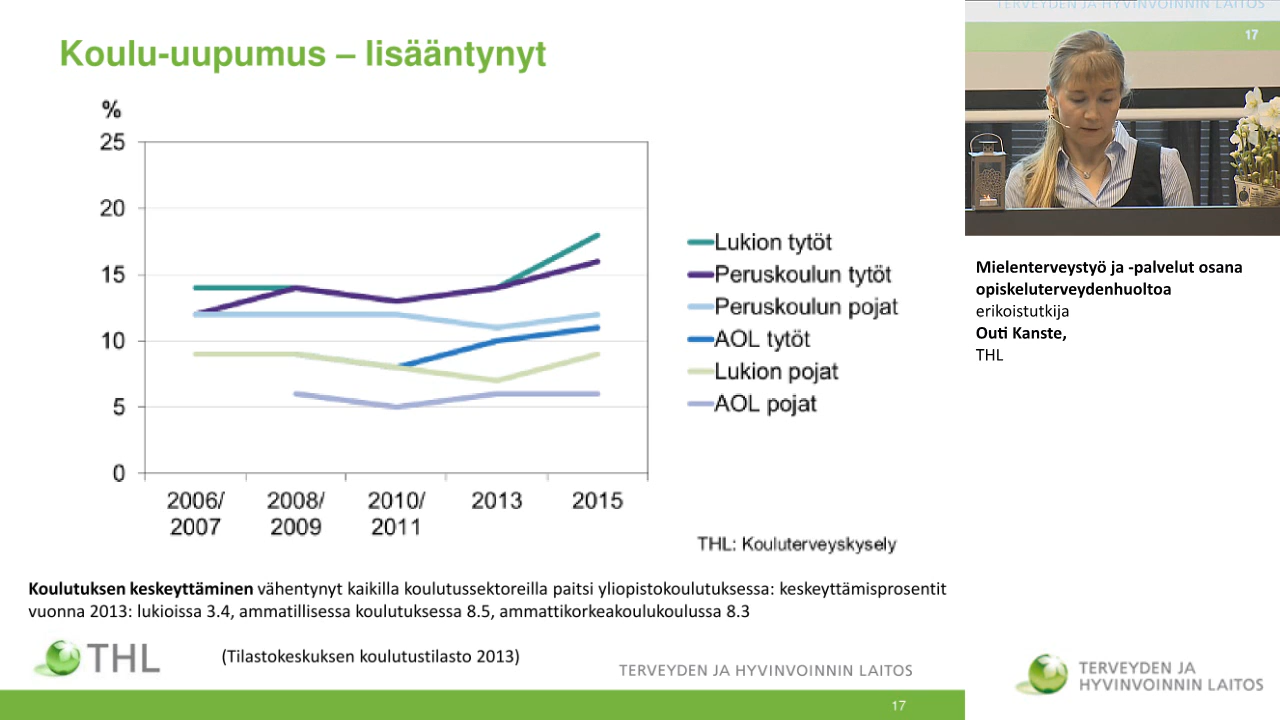 Koulu-uupumus – lisääntynyt
%
25
20
15
10
5
0
2006/
2007
2008/
2009
2010/
2011
2013
2015
Lukion tytöt
Peruskoulun tytöt
Peruskoulun pojat
AOL tytöt
Lukion pojat
AOL pojat
THL: Kouluterveyskysely
Koulutuksen keskeyttäminen vähentynyt kaikilla koulutussektoreilla paitsi yliopistokoulutuksessa: keskeyttämisprosentit
vuonna 2013: lukioissa 3.4, ammatillisessa koulutuksessa 8.5, ammattikorkeakoulukoulussa 8.3
THL
(Tilastokeskuksen koulutustilasto 2013)
TERVEYDEN JA HYVINVOINNIN LAITOS
17
TERVEYDEN JA HYVINVOINNIN LAITOS
17
Mielenterveystyö ja -palvelut osana
opiskeluterveydenhuoltoa
erikoistutkija
Outi Kanste,
THL
TERVEYDEN JA
HYVINVOINNIN LAITOS